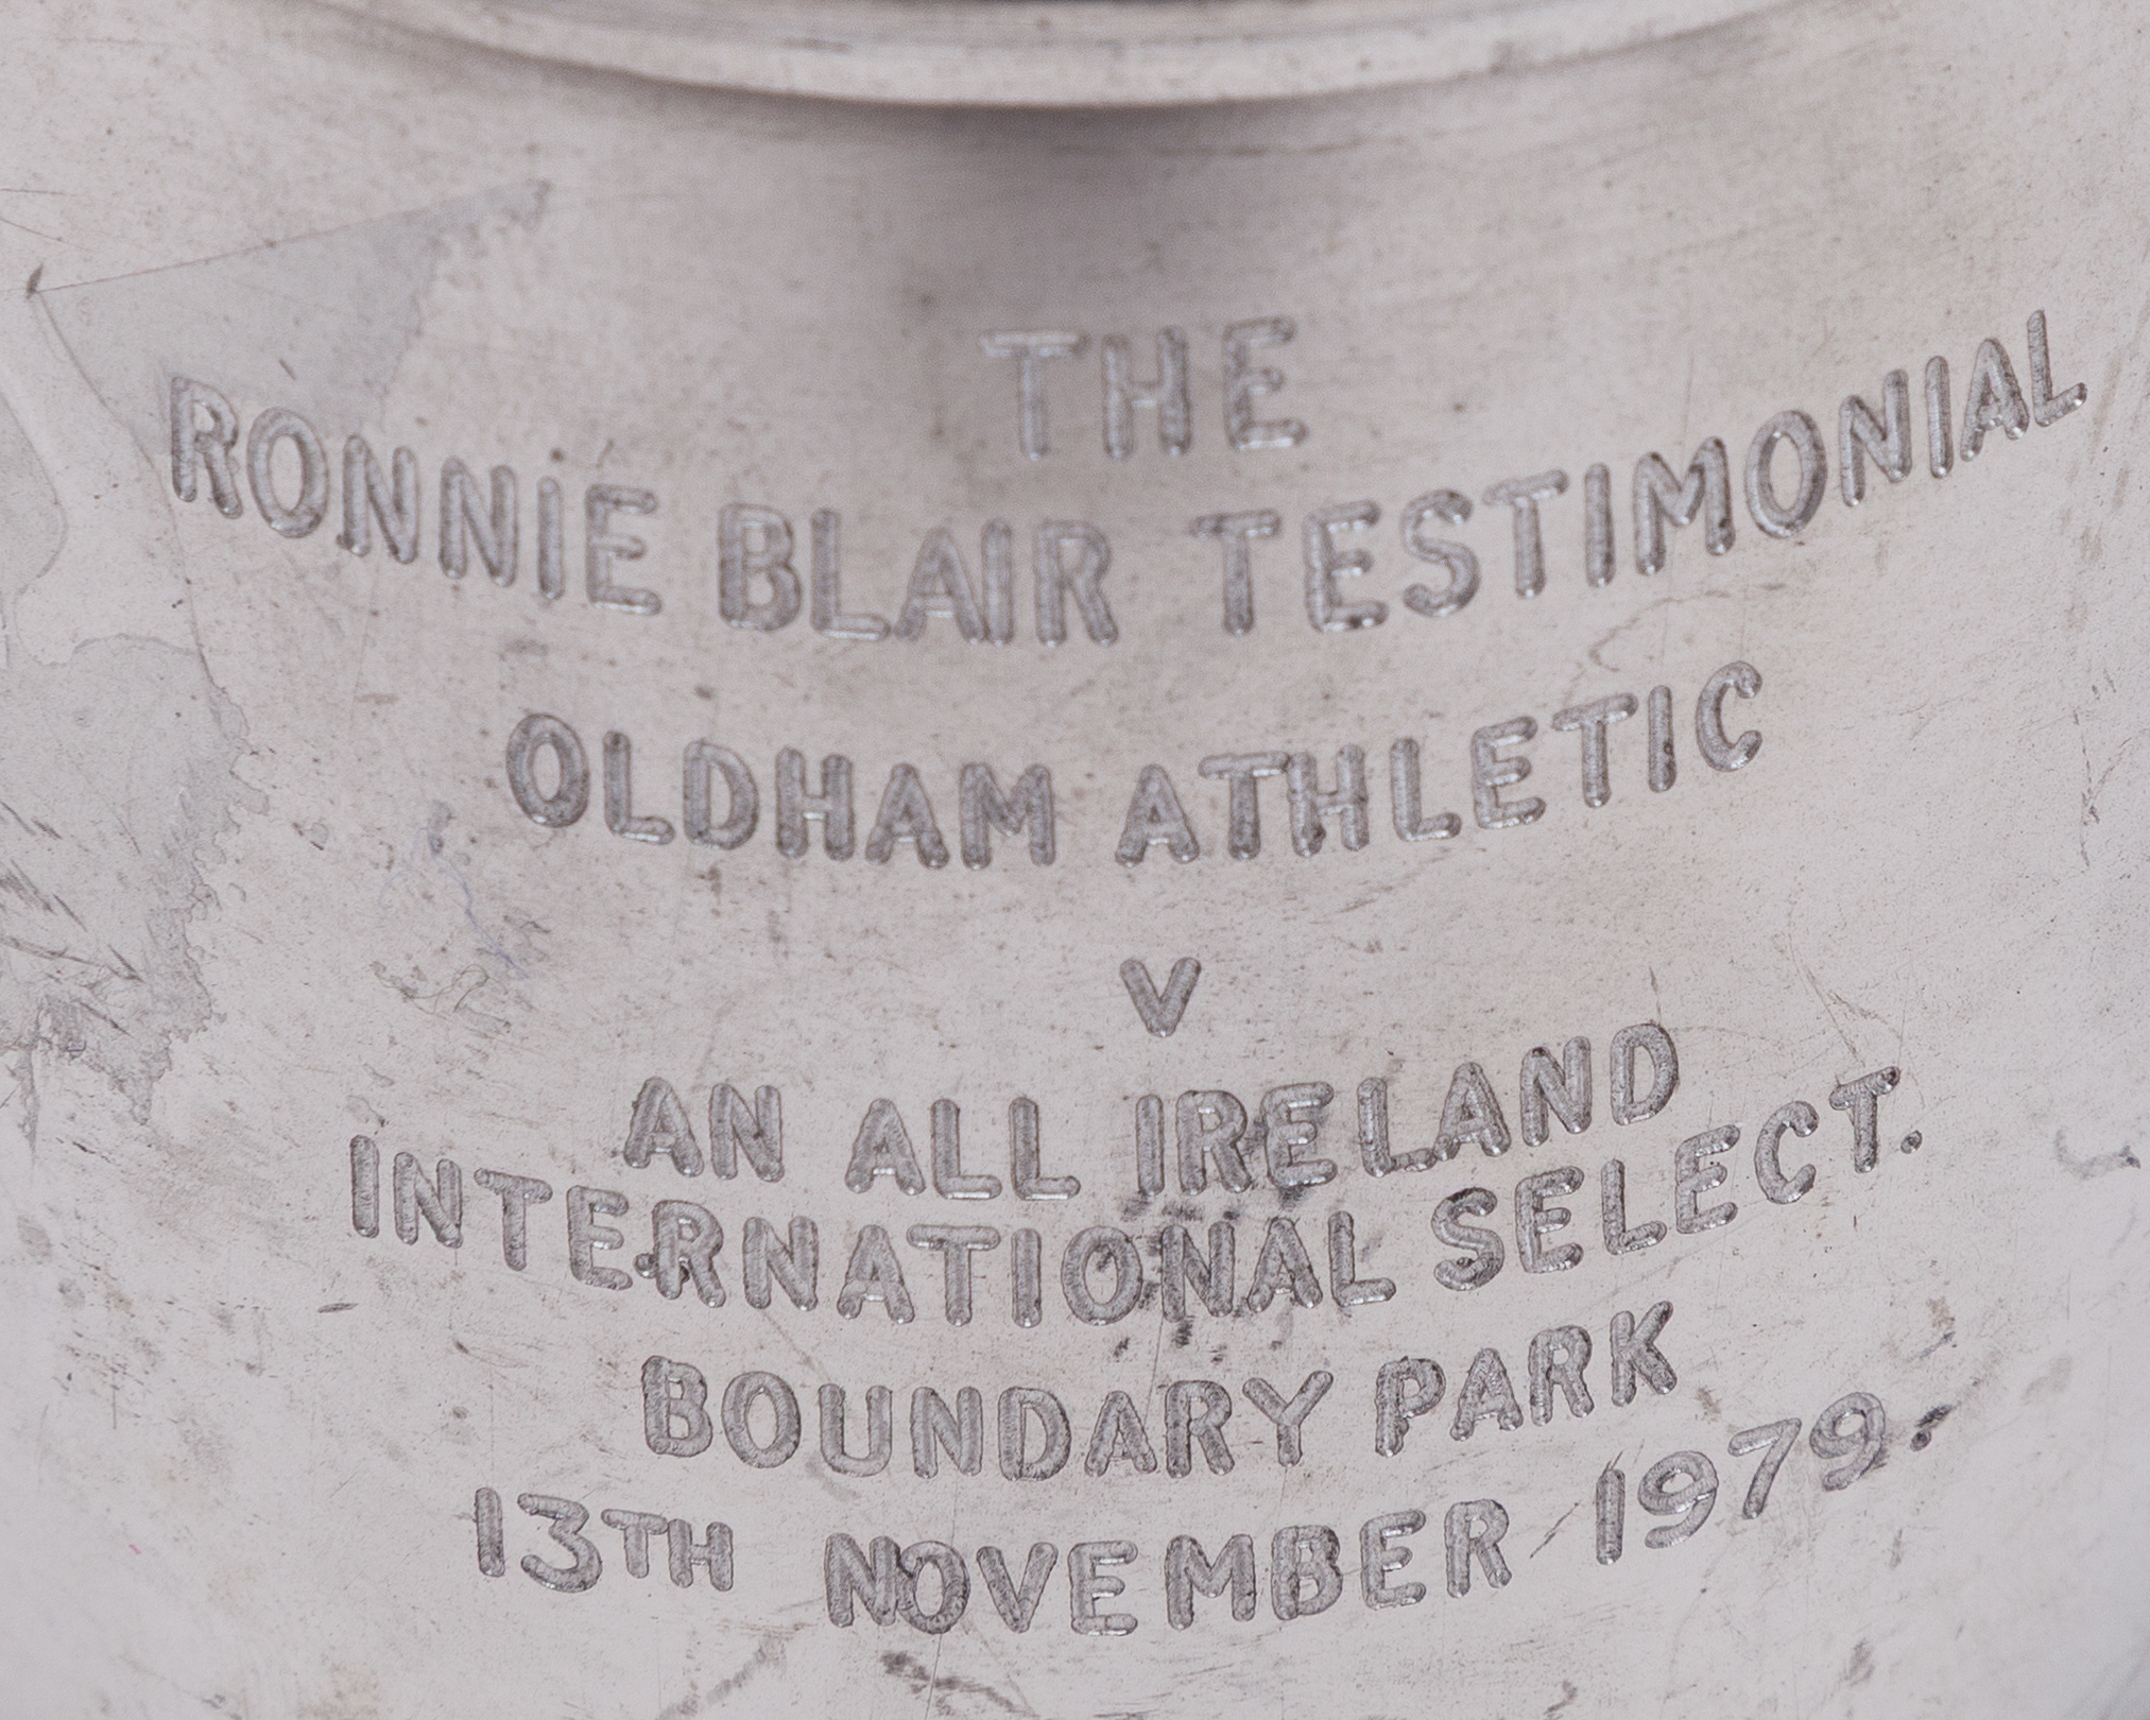 THE
RONNIE BLAIR TESTIMONIAL
OLDHAM ATHLETIC
V
AN ALL IRELAND
INTERNATIONAL SELECT.
BOUNDARY PARK
13TH NOVEMBER 1979.